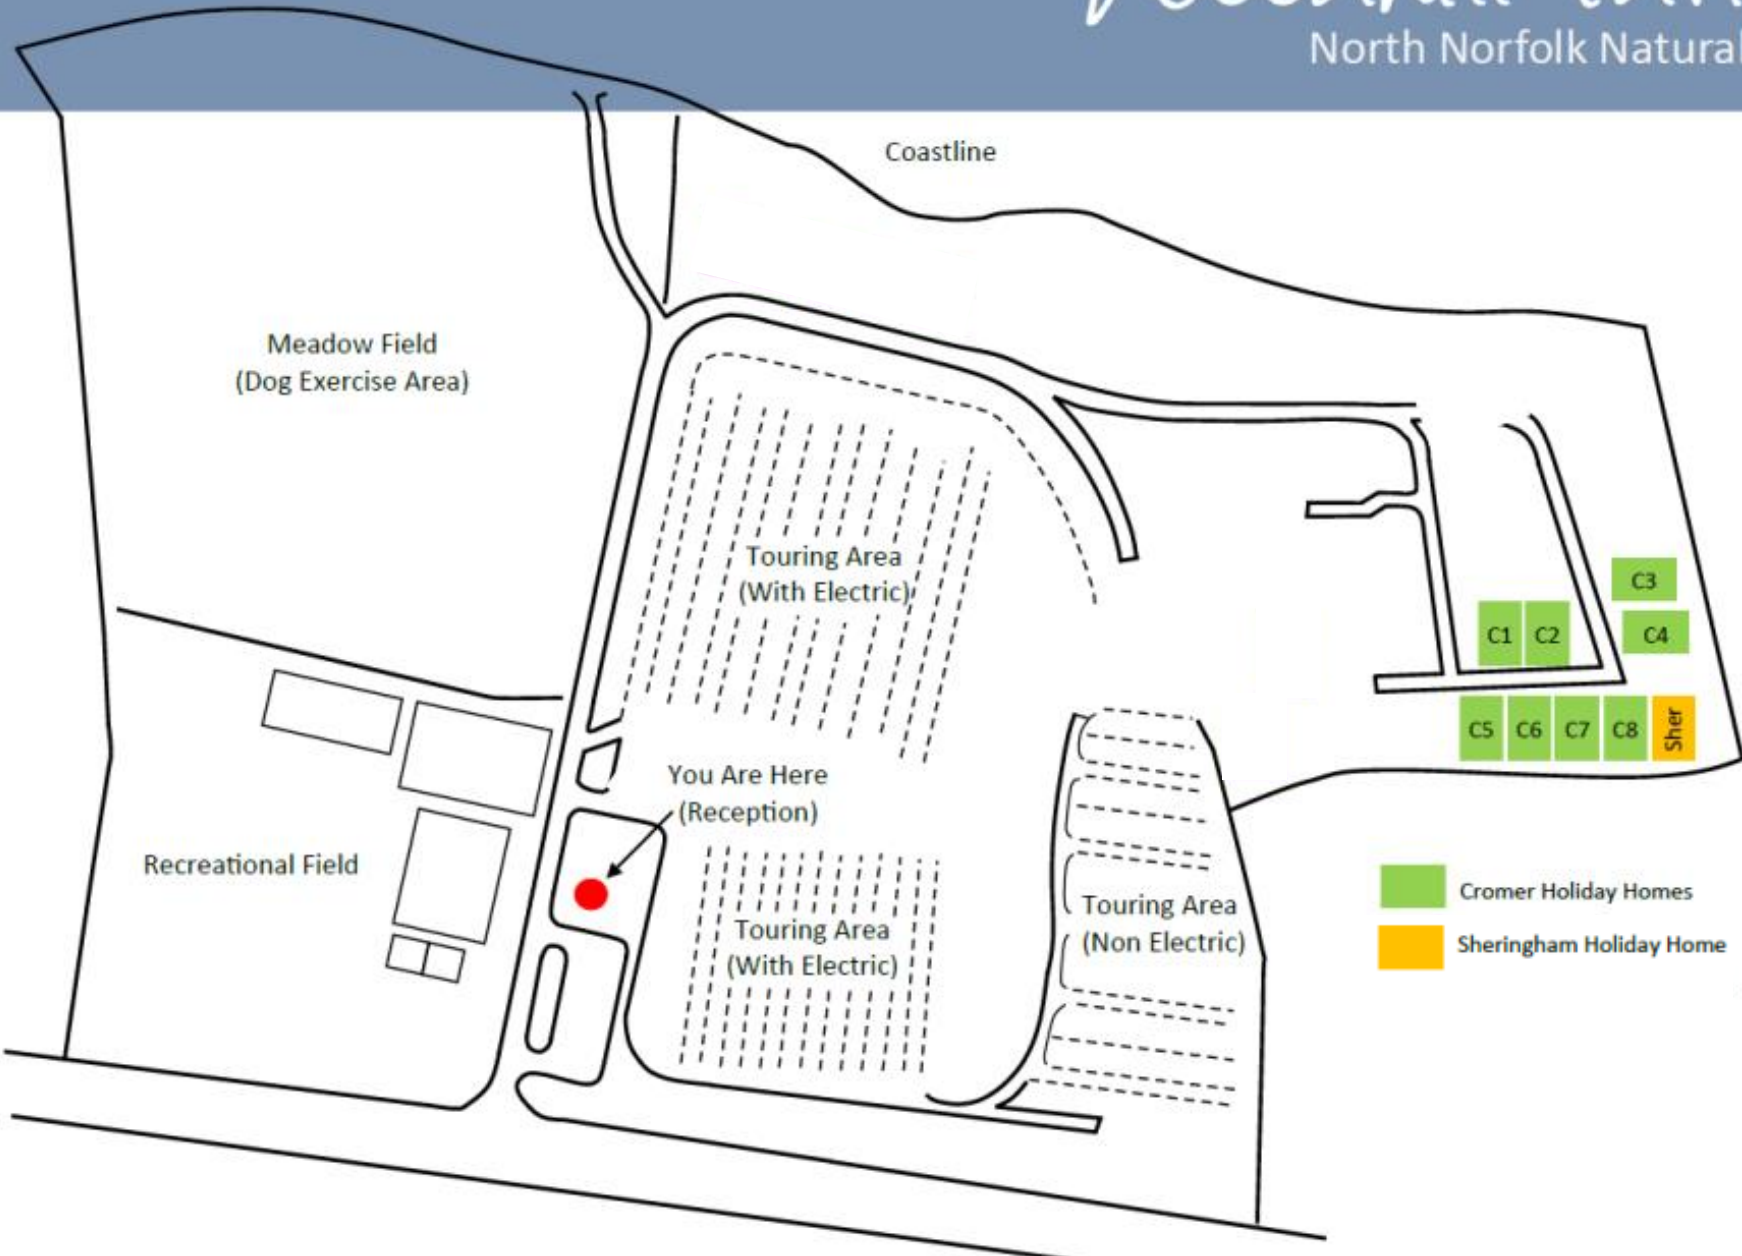 North Norfolk Natural
Coastline
Meadow Field
(Dog Exercise Area)
Touring Area
(With Electric)
C3
C1
C2
C4
C5
C6
C7
C8
Sher
You Are Here
(Reception)
Recreational Field
Touring Area
(With Electric)
Touring Area
(Non Electric)
Cromer Holiday Homes
Sheringham Holiday Home